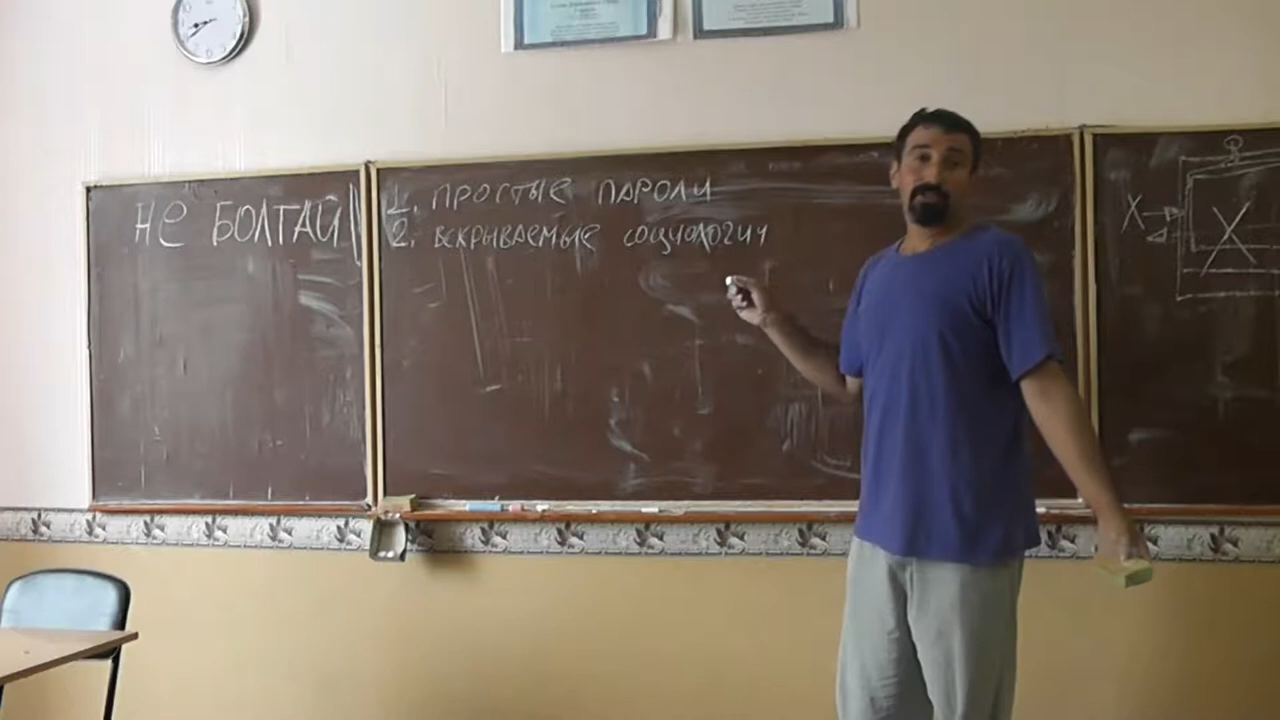 Не БОЛТАЙ!
1. ПРОСТЫЕ ПАРОЛИ
2. ВСКРЫВАЕМЫЕ СОЦИОЛОГИЧ
X
X